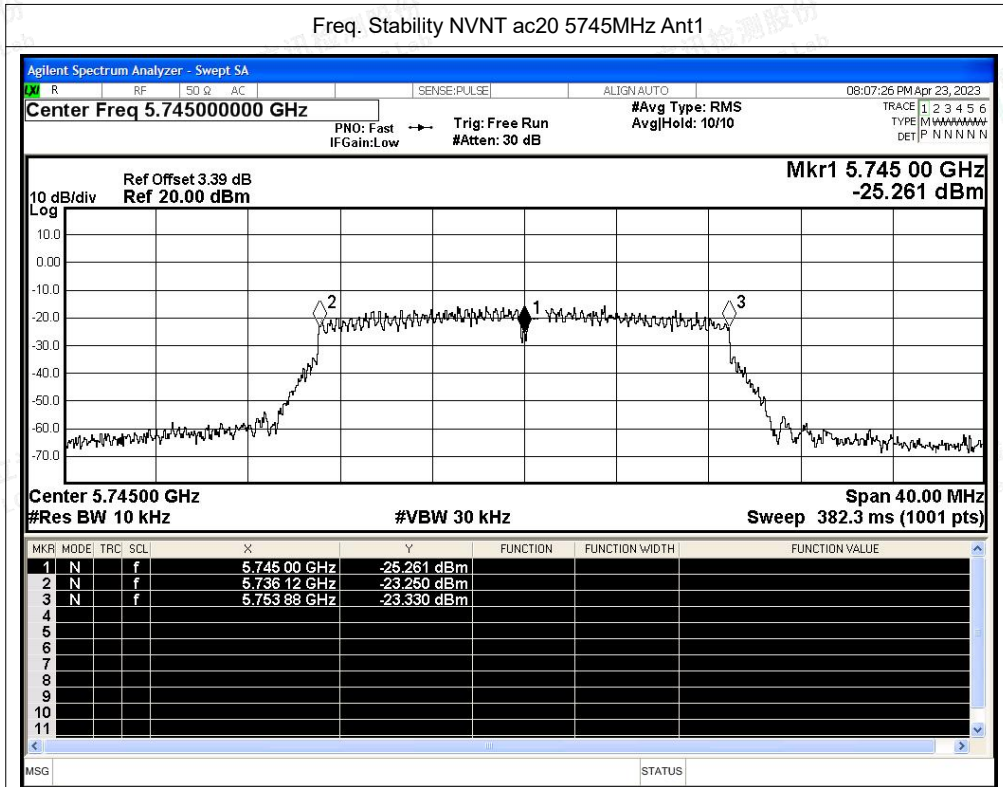 Freq. Stability NVNT ac20 5745MHz Ant1
Agilent Spectrum Analyzer - Swept SA
LXI R RF 50 Ω AC SENSE:PULSE ALIGN AUTO 08:07:26 PM Apr 23, 2023
Center Freq 5.745000000 GHz #Avg Type: RMS TRACE 1 2 3 4 5 6
PNO: Fast Trig: Free Run Avg|Hold: 10/10 TYPE M
IFGain:Low #Atten: 30 dB DET P N N N N N
Mkr1 5.745 00 GHz
Ref Offset 3.39 dB
10 dB/div Ref 20.00 dBm -25.261 dBm
Log
10.0
0.00
-10.0
2 1 3
-20.0
-30.0
-40.0
-50.0
-60.0
-70.0
Center 5.74500 GHz Span 40.00 MHz
#Res BW 10 kHz #VBW 30 kHz Sweep 382.3 ms (1001 pts)
MKR MODE TRC SCL X Y FUNCTION FUNCTION WIDTH FUNCTION VALUE
1 N f 5.745 00 GHz -25.261 dBm
2 N f 5.736 12 GHz -23.250 dBm
3 N f 5.753 88 GHz -23.330 dBm
4
5
6
7
8
9
10
11
MSG STATUS